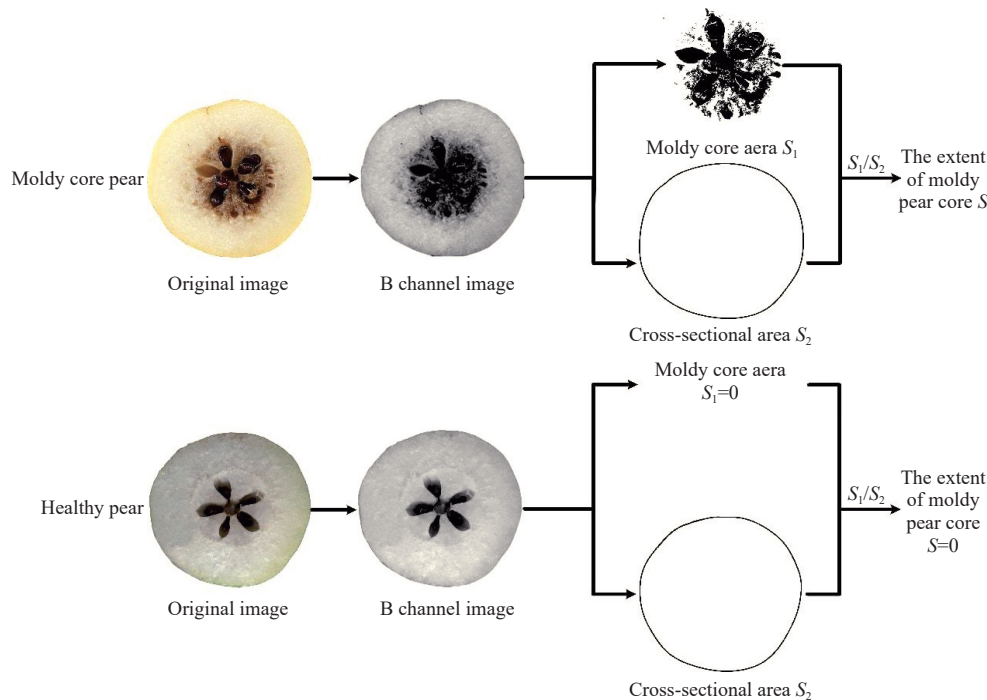 Moldy core pear
Original image
B channel image
Moldy core aera S₁
Cross-sectional area S₂
S₁/S₂
The extent
of moldy
pear core S
Healthy pear
Original image
B channel image
Moldy core aera
S₁=0
Cross-sectional area S₂
S₁/S₂
The extent
of moldy
pear core
S=0